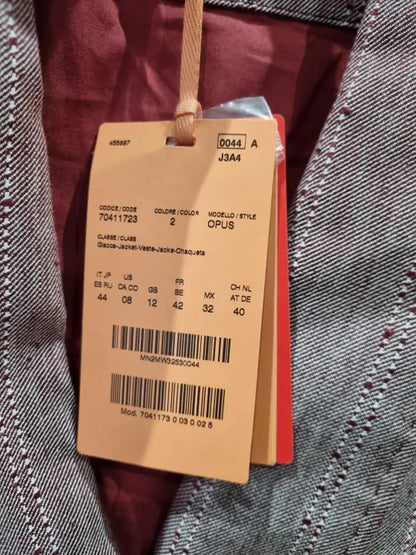 455097
0044 A
J3A4
CODICE/CODE COLORE/COLOR MODELLO/STYLE
70411723 2 OPUS
CLASSE/CLASS
Giacca-Jacket-Veste-Jacke-Chaqueta
IT JP US FR CH NL
ES RU CA CO GB BE MX AT DE
44 08 12 42 32 40
MN2MW32530044
Mod. 7041173 0 03 0 02 5